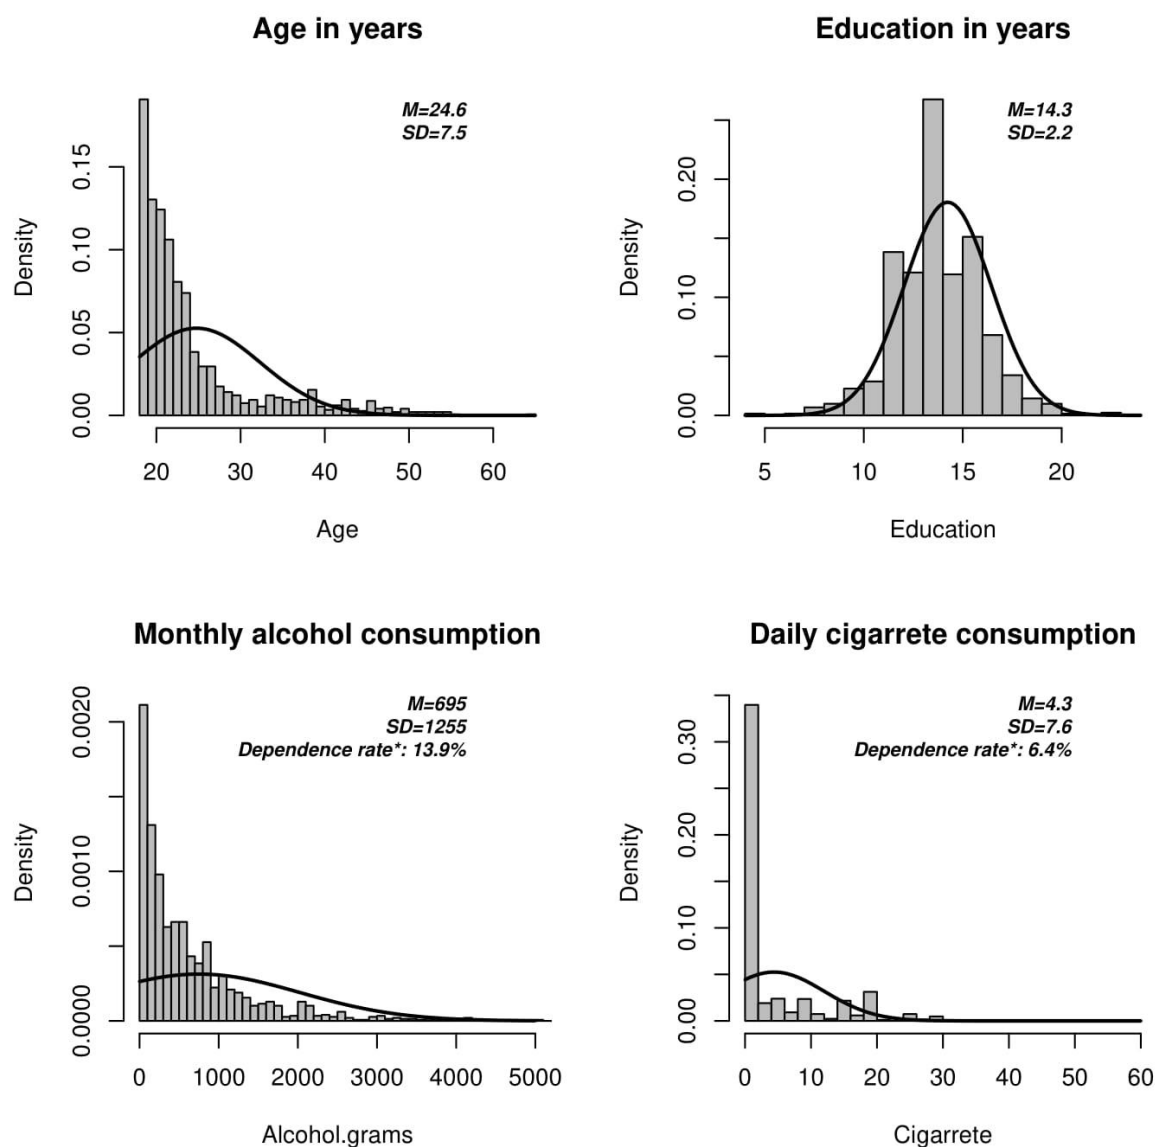 Age in years
M=24.6
SD=7.5
Density
0.00 0.05 0.10 0.15
20 30 40 50 60
Age
Education in years
M=14.3
SD=2.2
Density
0.00 0.10 0.20
5 10 15 20
Education
Monthly alcohol consumption
M=695
SD=1255
Dependence rate*: 13.9%
Density
0.0000 0.0010 0.0020
0 1000 2000 3000 4000 5000
Alcohol.grams
Daily cigarrete consumption
M=4.3
SD=7.6
Dependence rate*: 6.4%
Density
0.00 0.10 0.20 0.30
0 10 20 30 40 50 60
Cigarrete